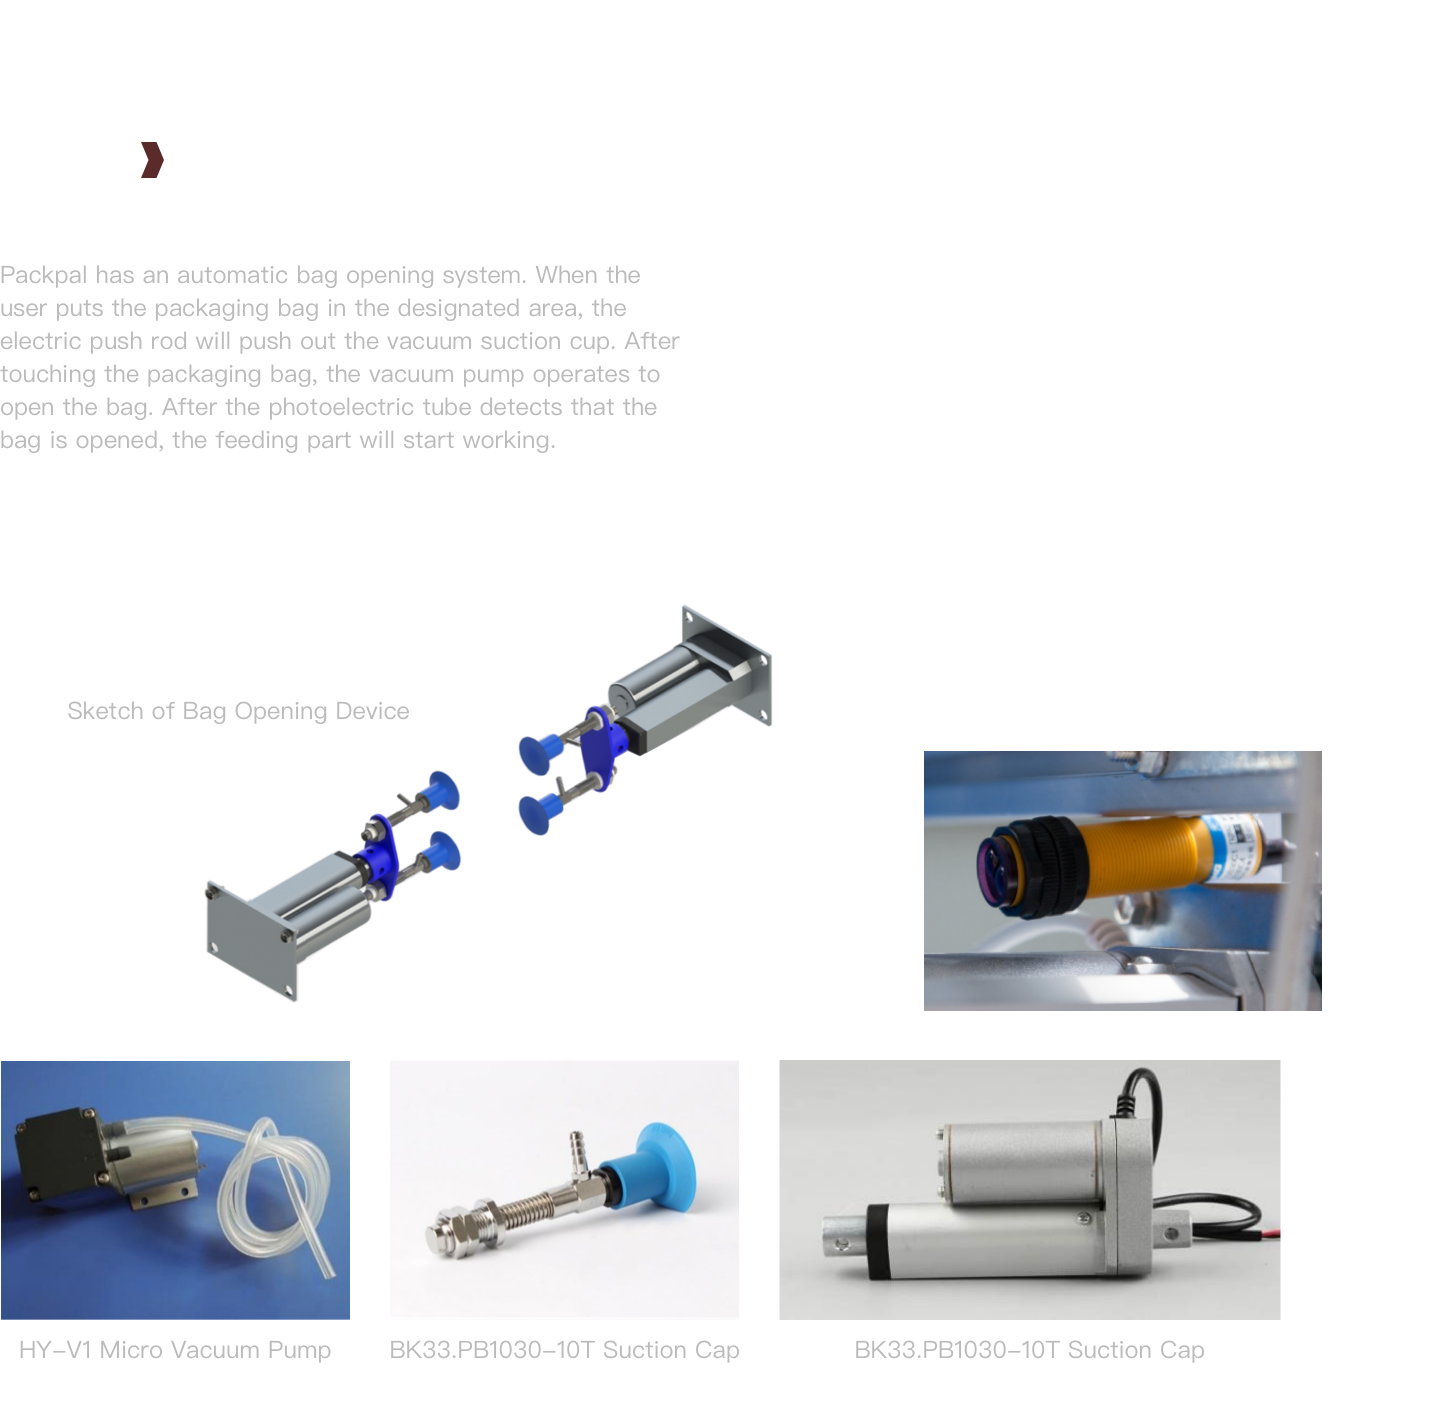 Packpal has an automatic bag opening system. When the
user puts the packaging bag in the designated area, the
electric push rod will push out the vacuum suction cup. After
touching the packaging bag, the vacuum pump operates to
open the bag. After the photoelectric tube detects that the
bag is opened, the feeding part will start working.
Sketch of Bag Opening Device
HY-V1 Micro Vacuum Pump
BK33.PB1030-10T Suction Cap
BK33.PB1030-10T Suction Cap